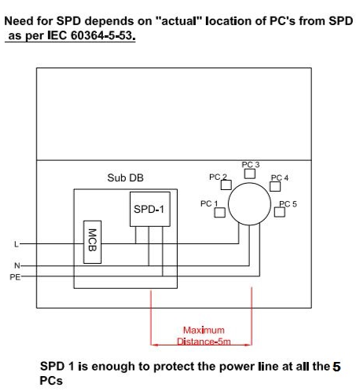 Need for SPD depends on "actual" location of PC's from SPD
as per IEC 60364-5-53.
Sub DB
SPD-1
MCB
PC 1
PC 2
PC 3
PC 4
PC 5
L
N
PE
Maximum
Distance-5m
SPD 1 is enough to protect the power line at all the 5
PCs